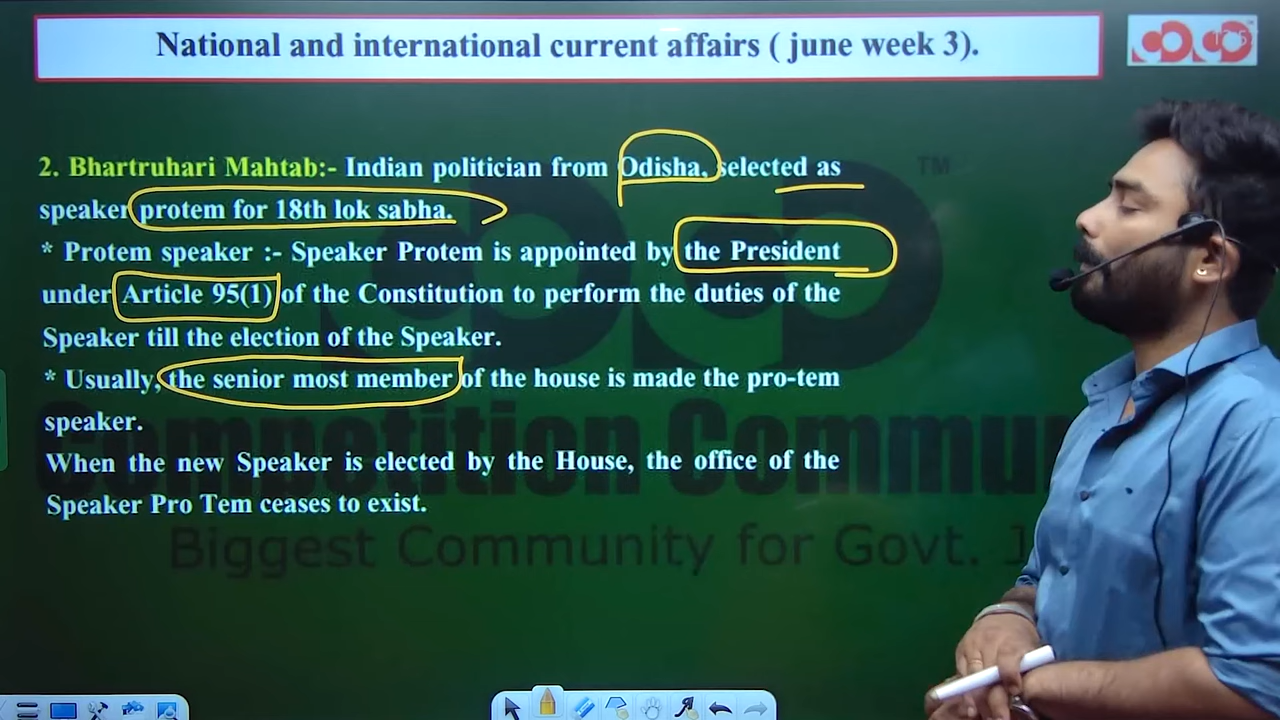 National and international current affairs ( june week 3).
2. Bhartruhari Mahtab:- Indian politician from Odisha, selected as
speaker protem for 18th lok sabha.
* Protem speaker :- Speaker Protem is appointed by the President
under Article 95(1) of the Constitution to perform the duties of the
Speaker till the election of the Speaker.
* Usually, the senior most member of the house is made the pro-tem
speaker.
When the new Speaker is elected by the House, the office of the
Speaker Pro Tem ceases to exist.
TM
Competition Commu
Biggest Community for Govt.